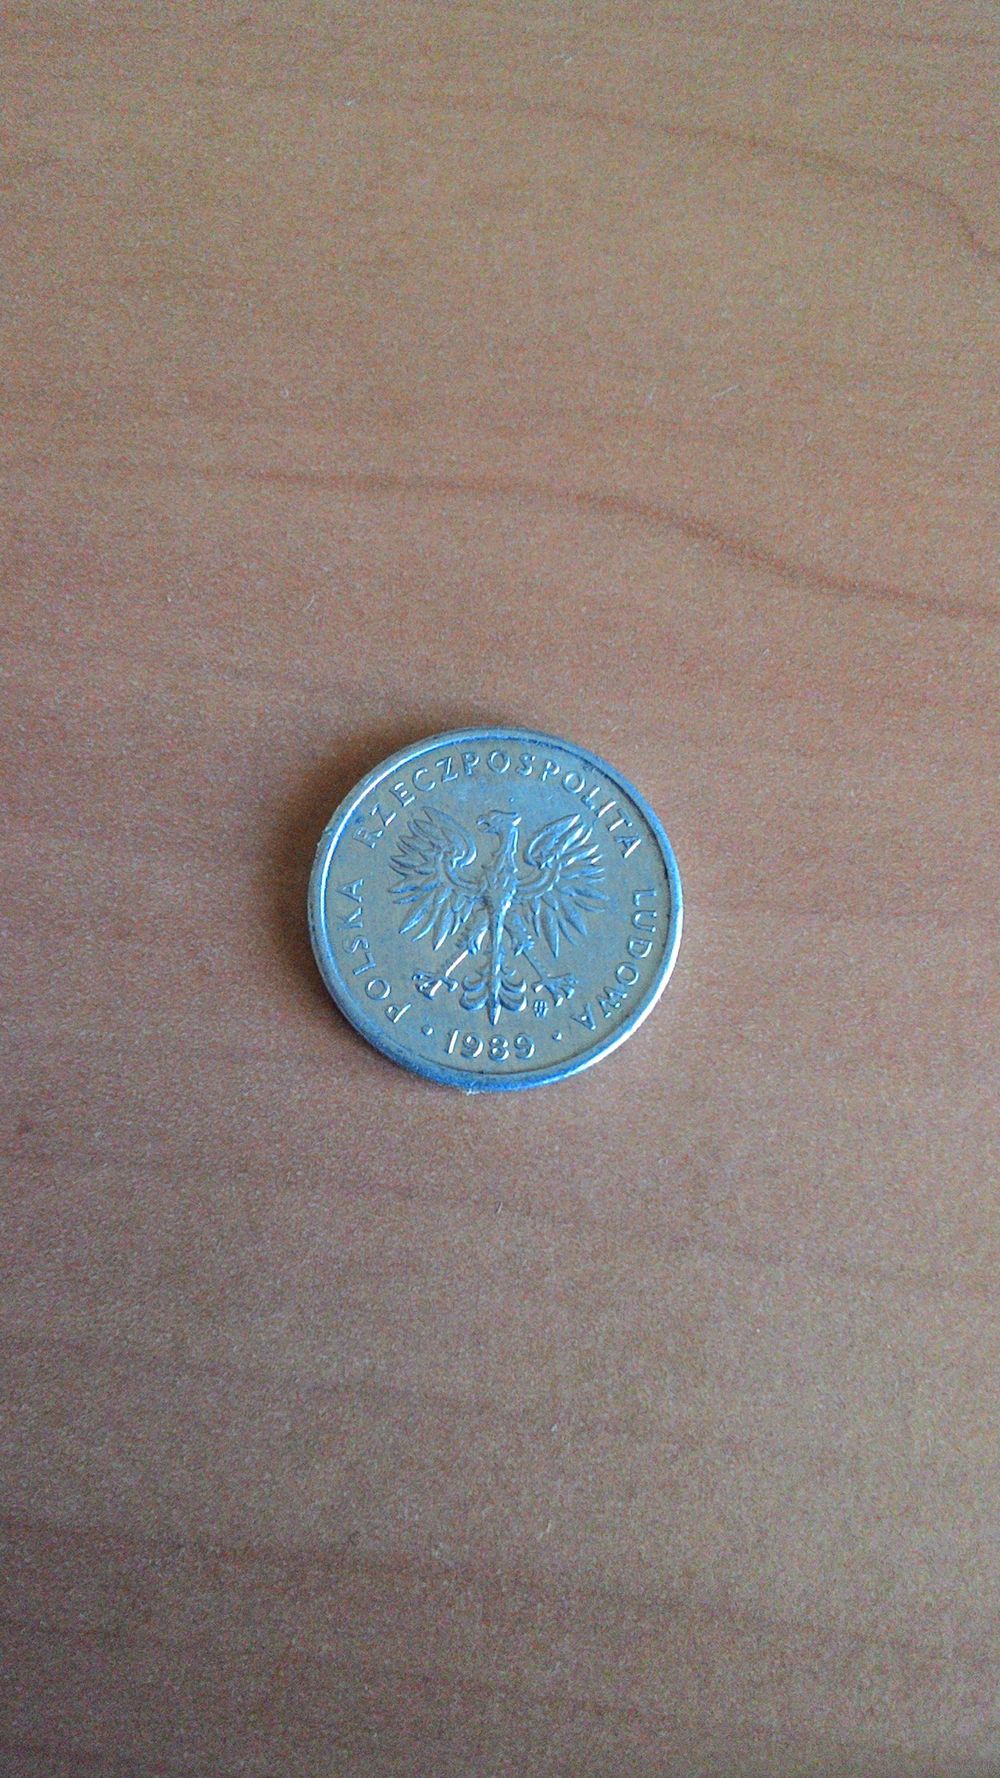 POLSKA RZECZPOSPOLITA LUDOWA
· 1989 ·